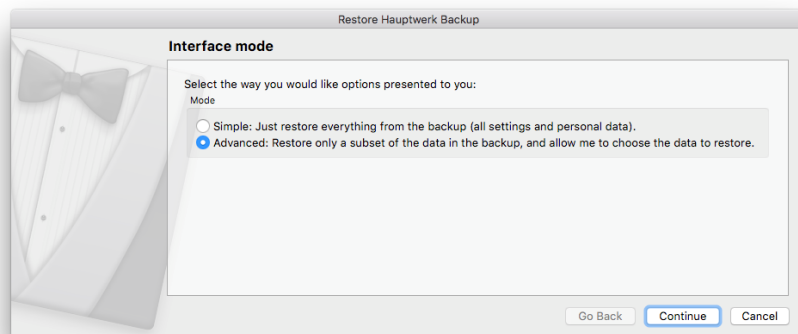 Restore Hauptwerk Backup
Interface mode
Select the way you would like options presented to you:
Mode
Simple: Just restore everything from the backup (all settings and personal data).
Advanced: Restore only a subset of the data in the backup, and allow me to choose the data to restore.
Go Back Continue Cancel